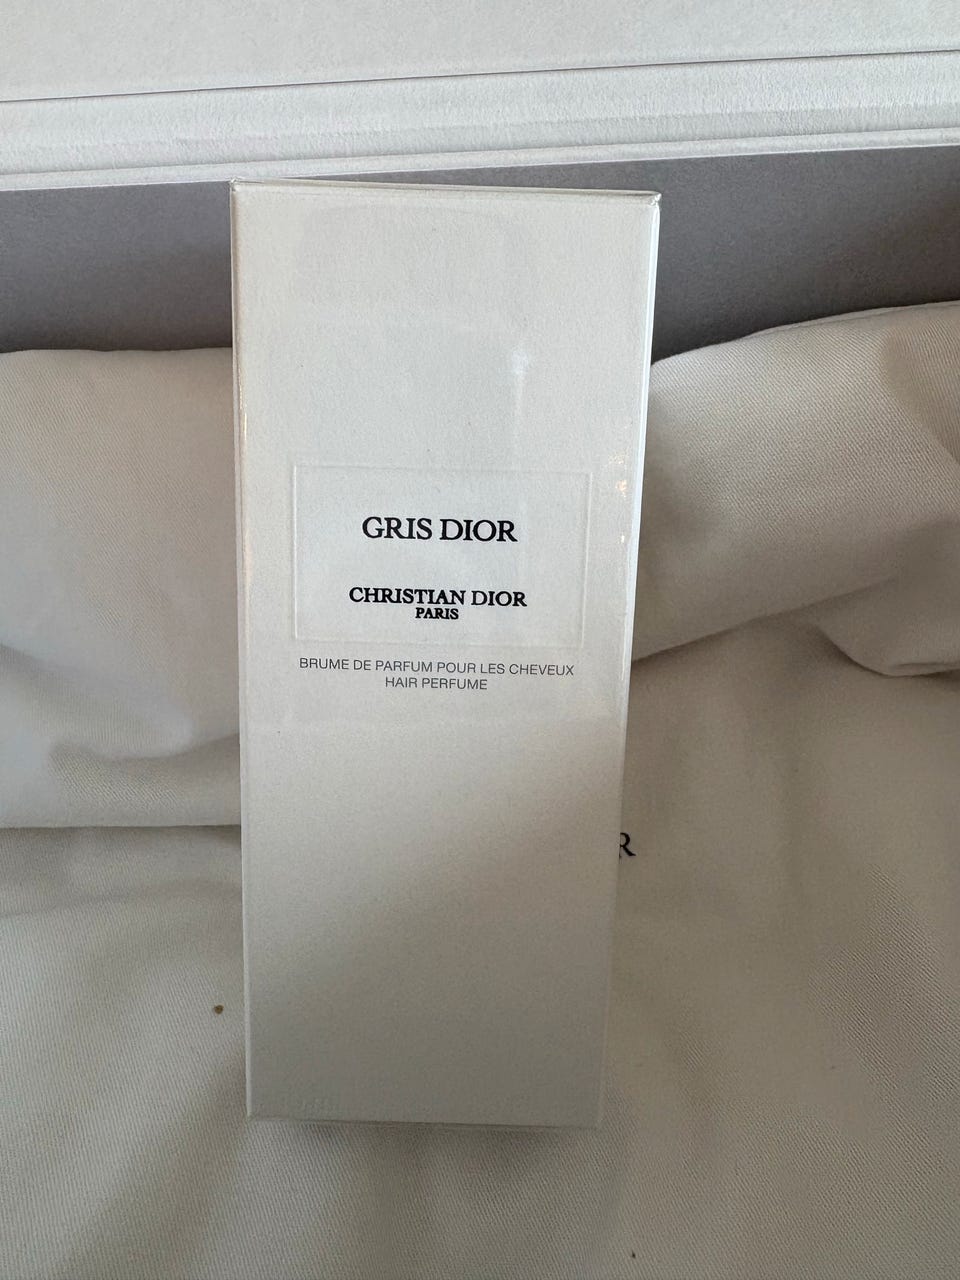 GRIS DIOR
CHRISTIAN DIOR
PARIS
BRUME DE PARFUM POUR LES CHEVEUX
HAIR PERFUME
R